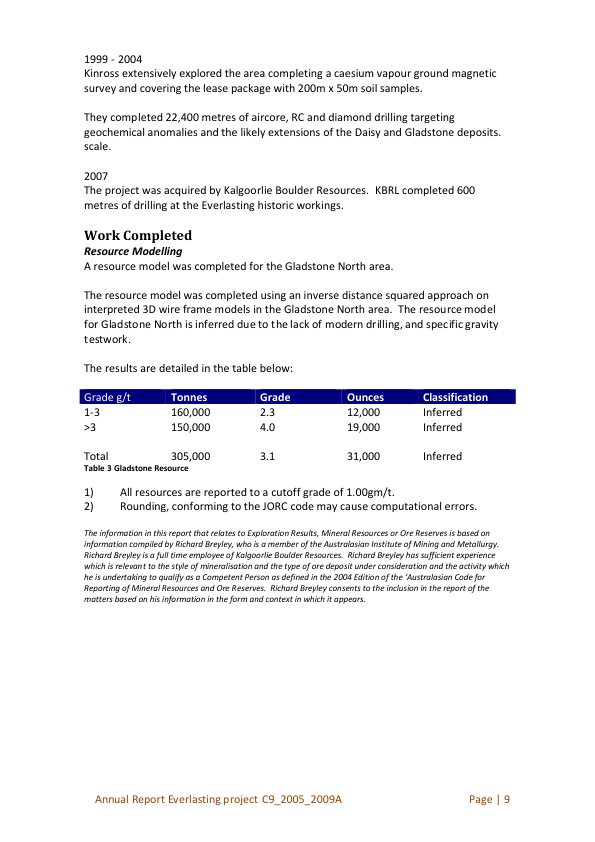 1999 - 2004
Kinross extensively explored the area completing a caesium vapour ground magnetic
survey and covering the lease package with 200m x 50m soil samples.
They completed 22,400 metres of aircore, RC and diamond drilling targeting
geochemical anomalies and the likely extensions of the Daisy and Gladstone deposits.
scale.
2007
The project was acquired by Kalgoorlie Boulder Resources.  KBRL completed 600
metres of drilling at the Everlasting historic workings.
Work Completed
Resource Modelling
A resource model was completed for the Gladstone North area.
The resource model was completed using an inverse distance squared approach on
interpreted 3D wire frame models in the Gladstone North area.  The resource model
for Gladstone North is inferred due to the lack of modern drilling, and specific gravity
testwork.
The results are detailed in the table below:
Grade g/t Tonnes Grade Ounces Classification
1-3 160,000 2.3 12,000 Inferred
>3 150,000 4.0 19,000 Inferred
Total 305,000 3.1 31,000 Inferred
Table 3 Gladstone Resource
1) All resources are reported to a cutoff grade of 1.00gm/t.
2) Rounding, conforming to the JORC code may cause computational errors.
The information in this report that relates to Exploration Results, Mineral Resources or Ore Reserves is based on
information compiled by Richard Breyley, who is a member of the Australasian Institute of Mining and Metallurgy.
Richard Breyley is a full time employee of Kalgoorlie Boulder Resources.  Richard Breyley has sufficient experience
which is relevant to the style of mineralisation and the type of ore deposit under consideration and the activity which
he is undertaking to qualify as a Competent Person as defined in the 2004 Edition of the 'Australasian Code for
Reporting of Mineral Resources and Ore Reserves.  Richard Breyley consents to the inclusion in the report of the
matters based on his information in the form and context in which it appears.
Annual Report Everlasting project C9_2005_2009A Page | 9